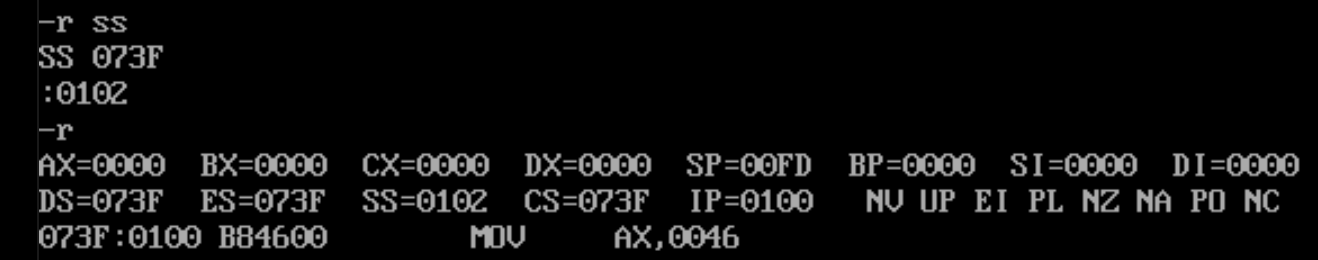 -r ss
SS 073F
:0102
-r
AX=0000  BX=0000  CX=0000  DX=0000  SP=00FD  BP=0000  SI=0000  DI=0000
DS=073F  ES=073F  SS=0102  CS=073F  IP=0100   NV UP EI PL NZ NA PO NC
073F:0100 B84600        MOV     AX,0046